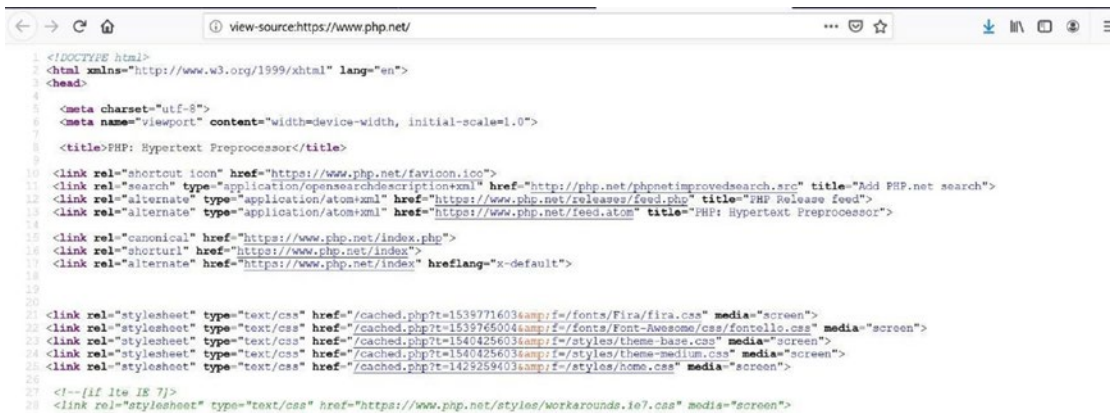 view-source:https://www.php.net/
1 <!DOCTYPE html>
2 <html xmlns="http://www.w3.org/1999/xhtml" lang="en">
3 <head>
4
5 <meta charset="utf-8">
6 <meta name="viewport" content="width=device-width, initial-scale=1.0">
7
8 <title>PHP: Hypertext Preprocessor</title>
9
10 <link rel="shortcut icon" href="https://www.php.net/favicon.ico">
11 <link rel="search" type="application/opensearchdescription+xml" href="http://php.net/phpnetimprovedsearch.src" title="Add PHP.net search">
12 <link rel="alternate" type="application/atom+xml" href="https://www.php.net/releases/feed.php" title="PHP Release feed">
13 <link rel="alternate" type="application/atom+xml" href="https://www.php.net/feed.atom" title="PHP: Hypertext Preprocessor">
14
15 <link rel="canonical" href="https://www.php.net/index.php">
16 <link rel="shorturl" href="https://www.php.net/index">
17 <link rel="alternate" href="https://www.php.net/index" hreflang="x-default">
18
19
20
21 <link rel="stylesheet" type="text/css" href="/cached.php?t=1539771603&amp;f=/fonts/Fira/fira.css" media="screen">
22 <link rel="stylesheet" type="text/css" href="/cached.php?t=1539765004&amp;f=/fonts/Font-Awesome/css/fontello.css" media="screen">
23 <link rel="stylesheet" type="text/css" href="/cached.php?t=1540425603&amp;f=/styles/theme-base.css" media="screen">
24 <link rel="stylesheet" type="text/css" href="/cached.php?t=1540425603&amp;f=/styles/theme-medium.css" media="screen">
25 <link rel="stylesheet" type="text/css" href="/cached.php?t=1429259403&amp;f=/styles/home.css" media="screen">
26
27 <!--[if lte IE 7]>
28 <link rel="stylesheet" type="text/css" href="https://www.php.net/styles/workarounds.ie7.css" media="screen">